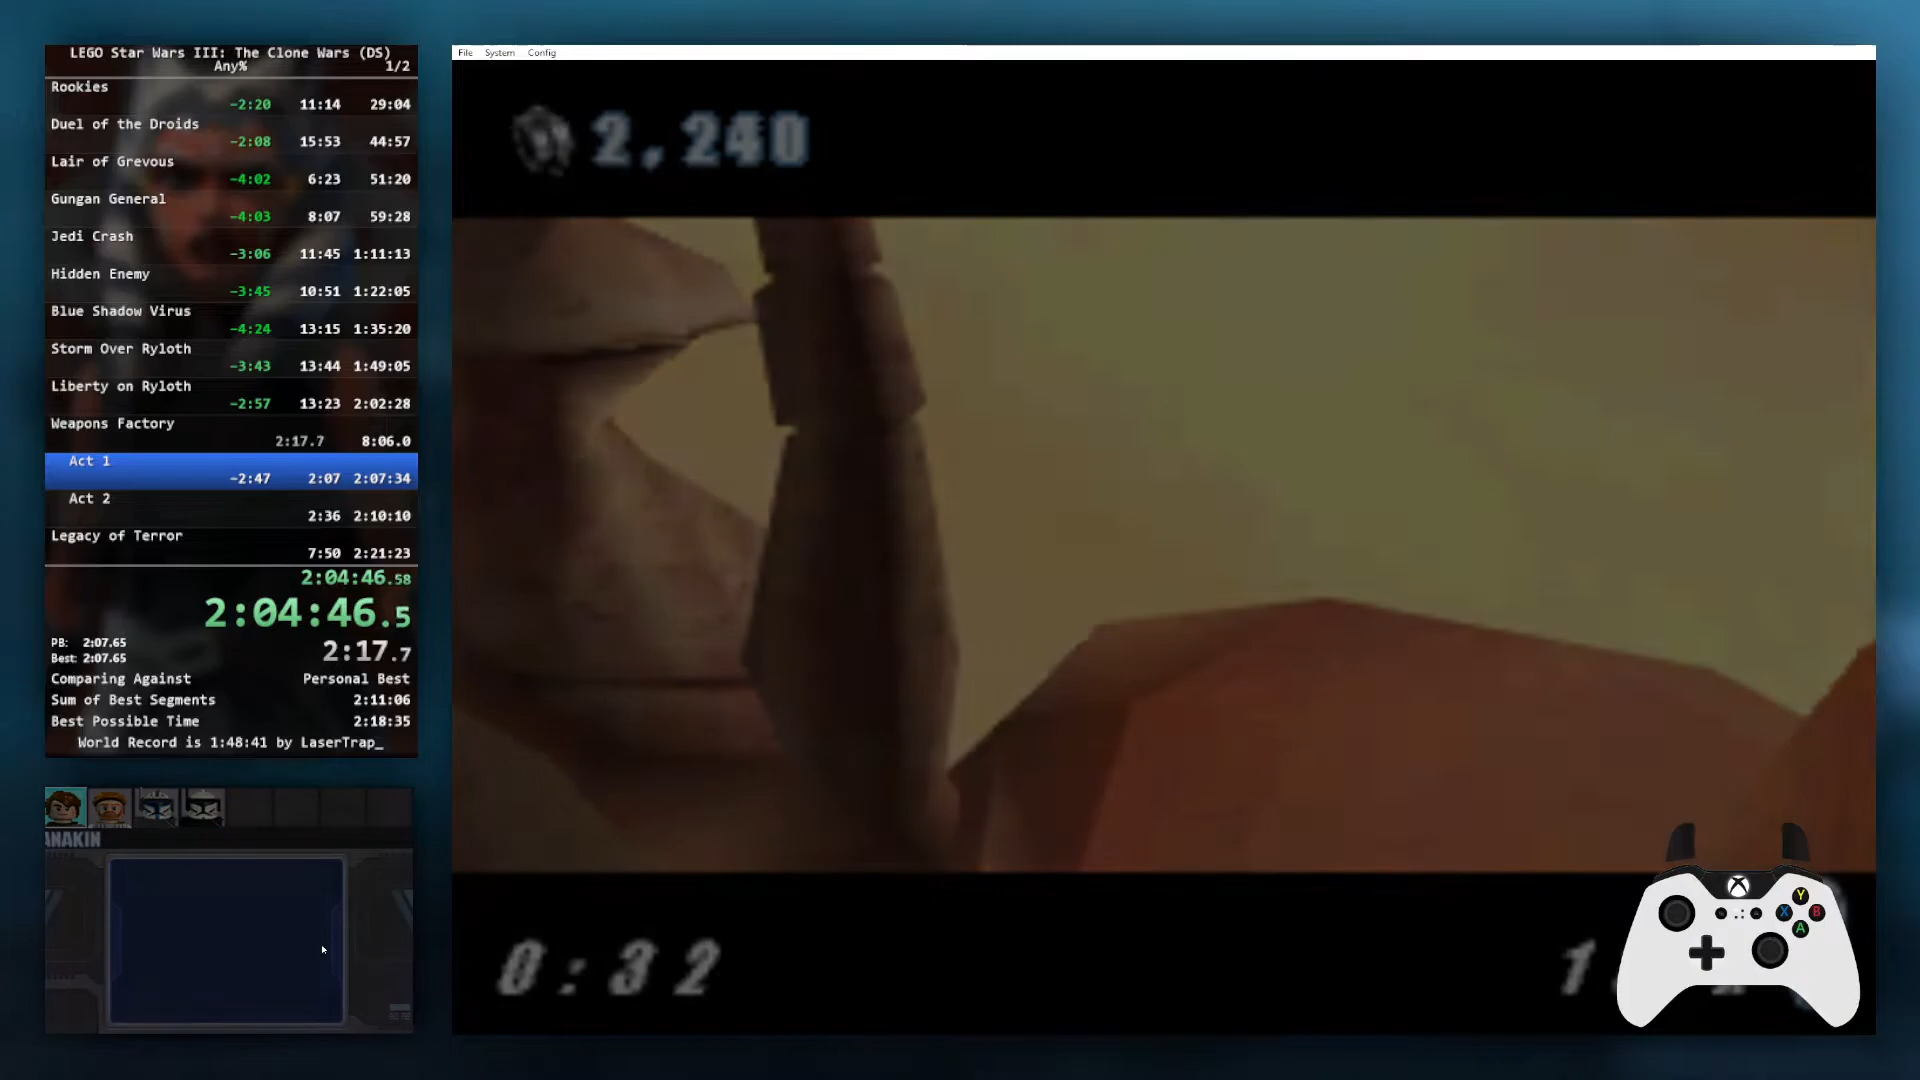 LEGO Star Wars III: The Clone Wars (DS)
Any% 1/2
Rookies
-2:20 11:14 29:04
Duel of the Droids
-2:08 15:53 44:57
Lair of Grevous
-4:02 6:23 51:20
Gungan General
-4:03 8:07 59:28
Jedi Crash
-3:06 11:45 1:11:13
Hidden Enemy
-3:45 10:51 1:22:05
Blue Shadow Virus
-4:24 13:15 1:35:20
Storm Over Ryloth
-3:43 13:44 1:49:05
Liberty on Ryloth
-2:57 13:23 2:02:28
Weapons Factory
2:17.7 8:06.0
Act 1
-2:47 2:07 2:07:34
Act 2
2:36 2:10:10
Legacy of Terror
7:50 2:21:23
2:04:46.58
2:04:46.5
PB: 2:07.65
Best: 2:07.65
2:17.7
Comparing Against Personal Best
Sum of Best Segments 2:11:06
Best Possible Time 2:18:35
World Record is 1:48:41 by LaserTrap_
ANAKIN
File System Config
2,240
0:32
1
Y
X B
A